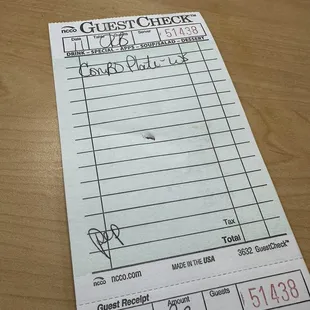 ncco GUESTCHECK™
Date Table Guests Server 51438
DRINK - SPECIAL - APPS - SOUP/SALAD - DESSERT
Combo Plate - W
Tax
Total
ncco ncco.com MADE IN THE USA 3632 GuestCheck™
Guest Receipt Amount Guests 51438